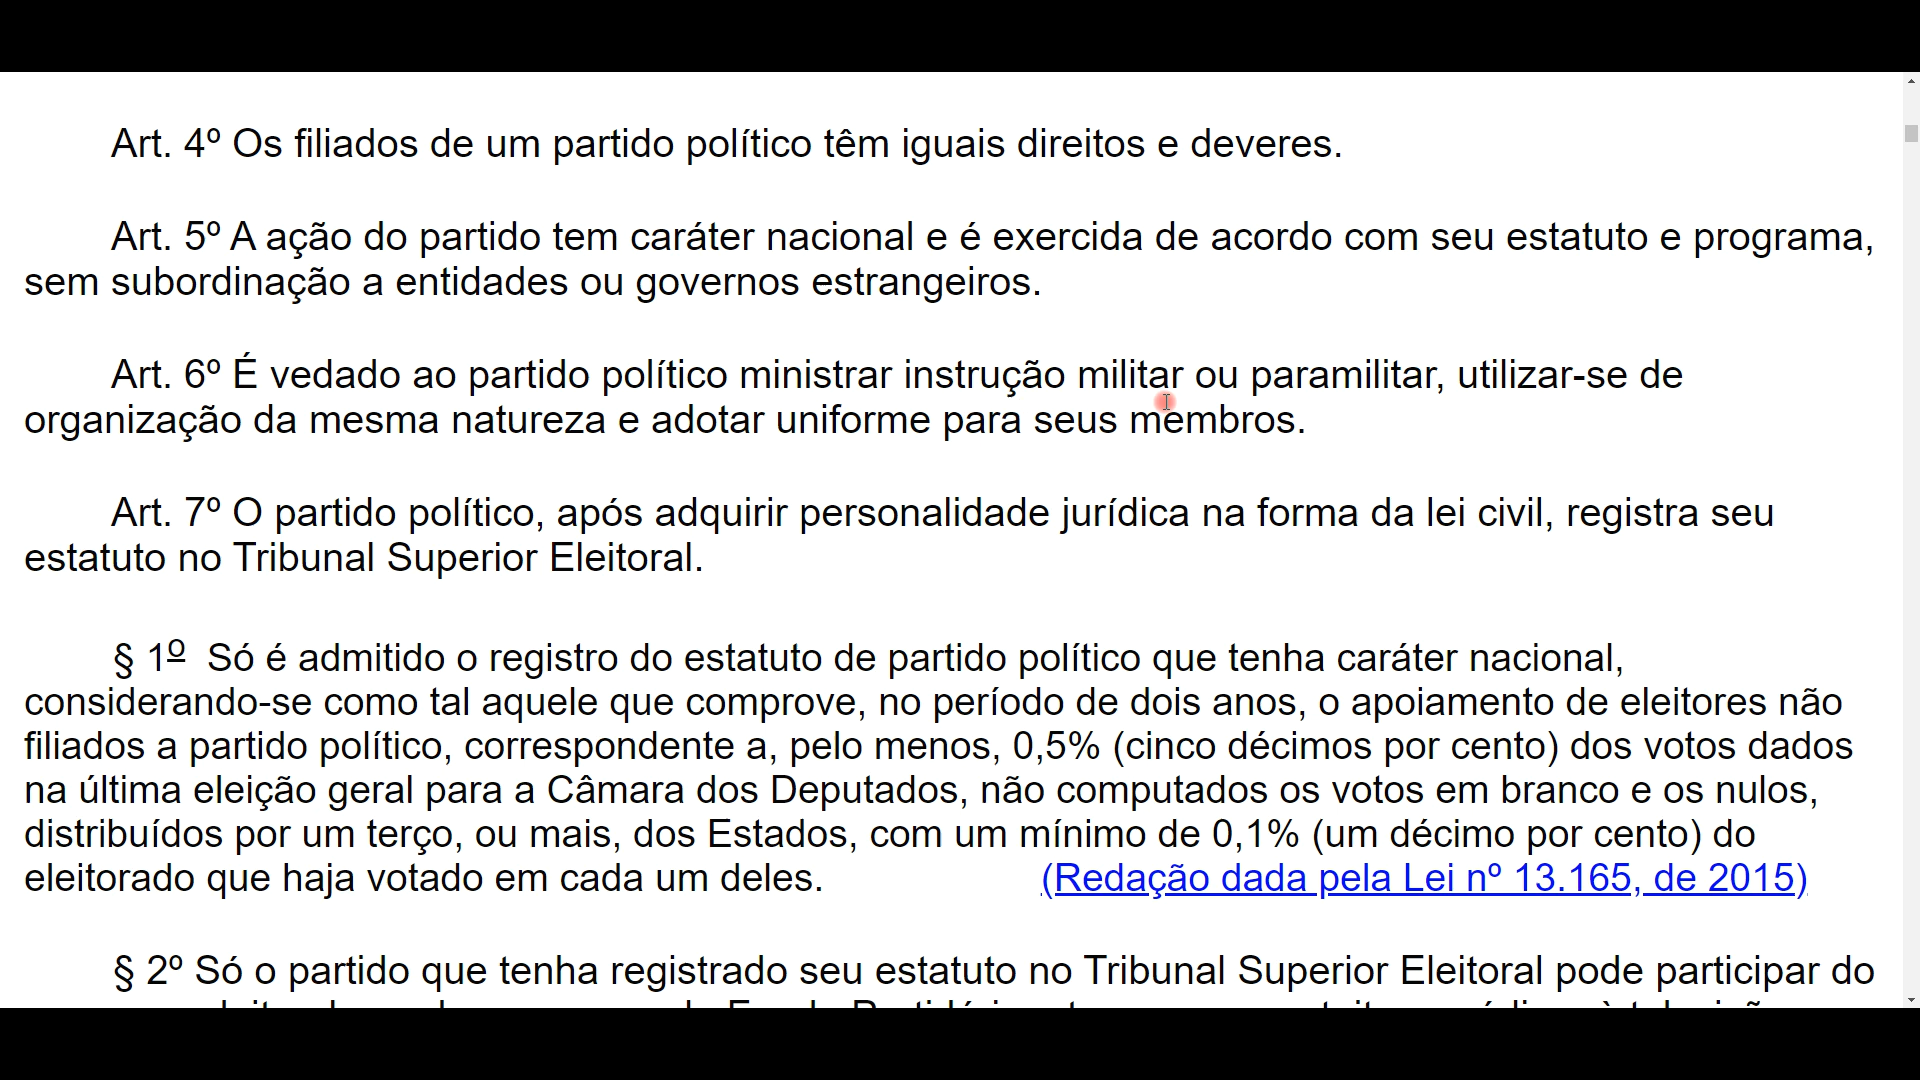 Art. 4º Os filiados de um partido político têm iguais direitos e deveres.
Art. 5º A ação do partido tem caráter nacional e é exercida de acordo com seu estatuto e programa,
sem subordinação a entidades ou governos estrangeiros.
Art. 6º É vedado ao partido político ministrar instrução militar ou paramilitar, utilizar-se de
organização da mesma natureza e adotar uniforme para seus membros.
Art. 7º O partido político, após adquirir personalidade jurídica na forma da lei civil, registra seu
estatuto no Tribunal Superior Eleitoral.
§ 1º Só é admitido o registro do estatuto de partido político que tenha caráter nacional,
considerando-se como tal aquele que comprove, no período de dois anos, o apoiamento de eleitores não
filiados a partido político, correspondente a, pelo menos, 0,5% (cinco décimos por cento) dos votos dados
na última eleição geral para a Câmara dos Deputados, não computados os votos em branco e os nulos,
distribuídos por um terço, ou mais, dos Estados, com um mínimo de 0,1% (um décimo por cento) do
eleitorado que haja votado em cada um deles. (Redação dada pela Lei nº 13.165, de 2015)
§ 2º Só o partido que tenha registrado seu estatuto no Tribunal Superior Eleitoral pode participar do